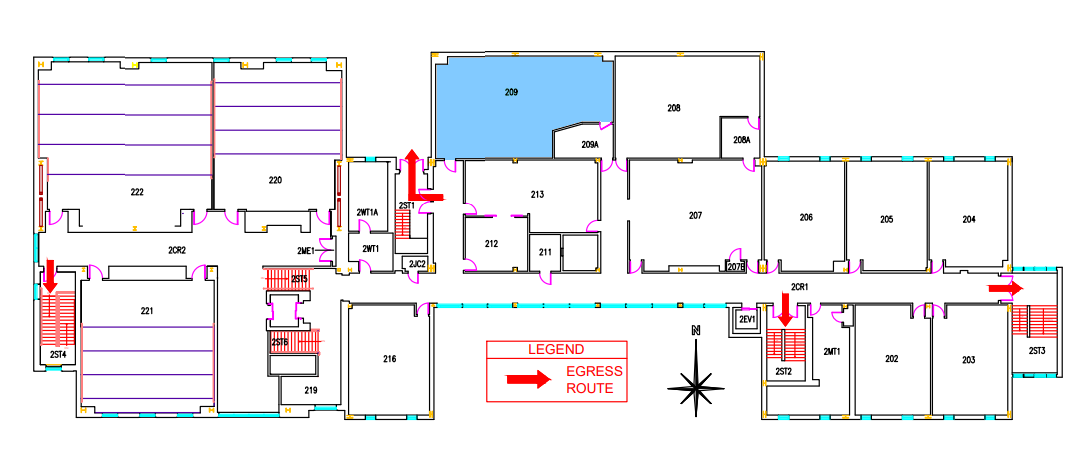 209
208
209A
208A
222
220
2WT1A
2ST1
213
207
206
205
204
2CR2
2ME1
2WT1
2JC2
212
211
207B
2ST5
2CR1
221
2ST4
2ST6
219
216
N
2EV1
2ST2
2MT1
202
203
2ST3
LEGEND
EGRESS
ROUTE